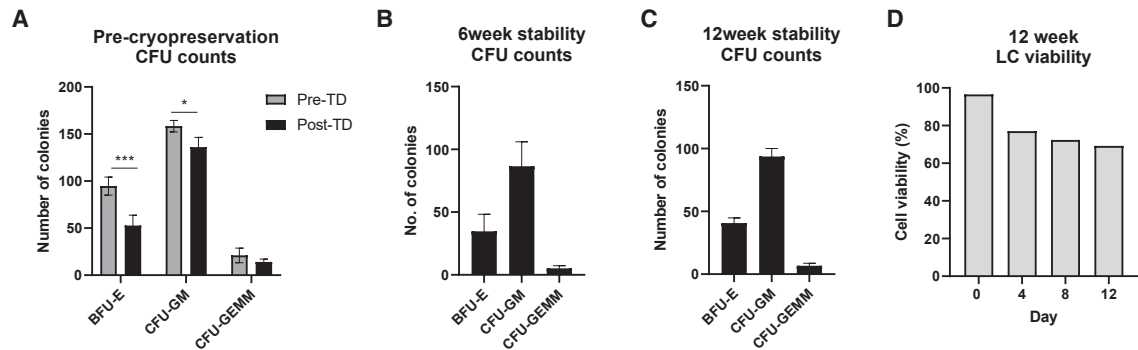 A
Pre-cryopreservation
CFU counts
Number of colonies
200
150
100
50
0
***
*
Pre-TD
Post-TD
BFU-E
CFU-GM
CFU-GEMM
B
6week stability
CFU counts
No. of colonies
150
100
50
0
BFU-E
CFU-GM
CFU-GEMM
C
12week stability
CFU counts
Number of colonies
150
100
50
0
BFU-E
CFU-GM
CFU-GEMM
D
12 week
LC viability
Cell viability (%)
100
80
60
40
20
0
0 4 8 12
Day